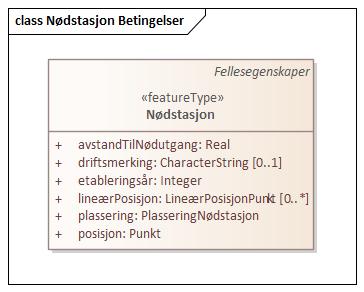 class Nødstasjon Betingelser
Fellesegenskaper
«featureType»
Nødstasjon
+ avstandTilNødutgang: Real
+ driftsmerking: CharacterString [0..1]
+ etableringsår: Integer
+ lineærPosisjon: LineærPosisjonPunkt [0..*]
+ plassering: PlasseringNødstasjon
+ posisjon: Punkt